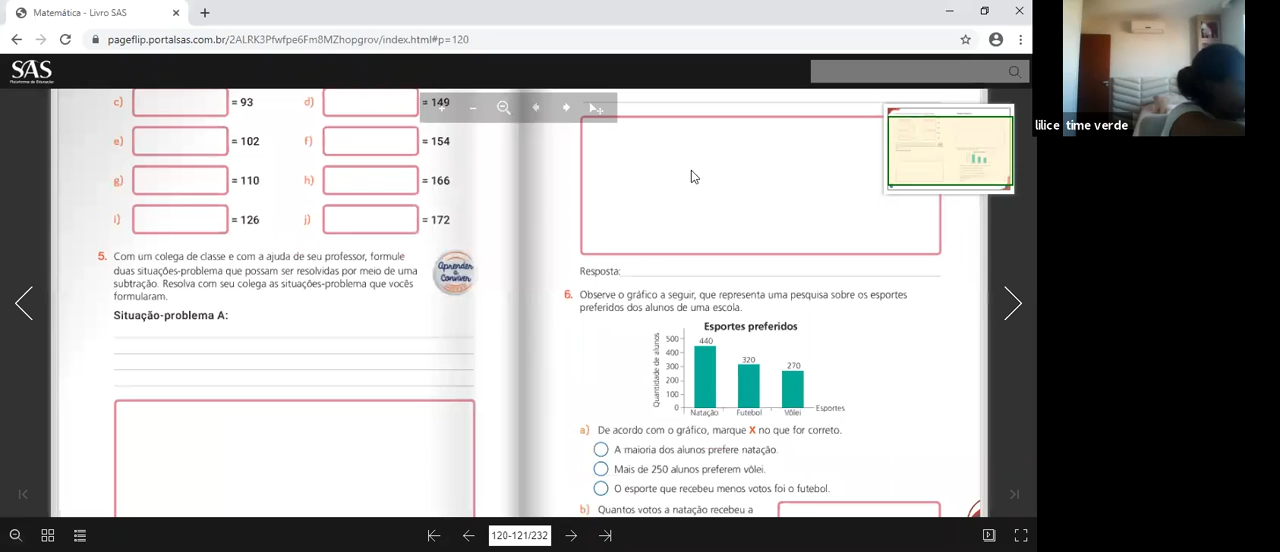 Matemática - Livro SAS
pageflip.portalsas.com.br/2ALRK3Pfwfpe6Fm8MZhopgrov/index.html#p=120
SAS
Plataforma de Educação
c) = 93 d) = 149
e) = 102 f) = 154
g) = 110 h) = 166
i) = 126 j) = 172
5. Com um colega de classe e com a ajuda de seu professor, formule
duas situações-problema que possam ser resolvidas por meio de uma
subtração. Resolva com seu colega as situações-problema que vocês
formularam.
Aprender
e
Conviver
Situação-problema A:
Resposta:
6. Observe o gráfico a seguir, que representa uma pesquisa sobre os esportes
preferidos dos alunos de uma escola.
Esportes preferidos
Quantidade de alunos
500
400
300
200
100
0
440
320
270
Natação Futebol Vôlei Esportes
a) De acordo com o gráfico, marque X no que for correto.
A maioria dos alunos prefere natação.
Mais de 250 alunos preferem vôlei.
O esporte que recebeu menos votos foi o futebol.
b) Quantos votos a natação recebeu a
120-121/232
lilice time verde